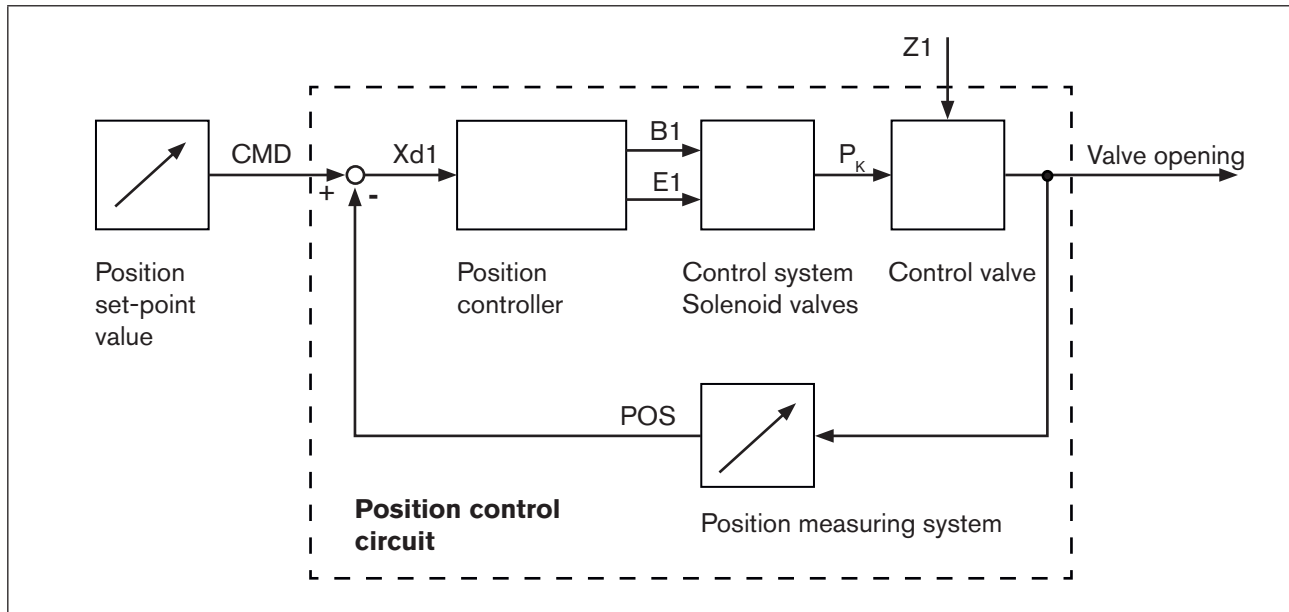 Z1
CMD
Xd1
B1
E1
P_K
Valve opening
+
-
Position
set-point
value
Position
controller
Control system
Solenoid valves
Control valve
POS
Position control
circuit
Position measuring system